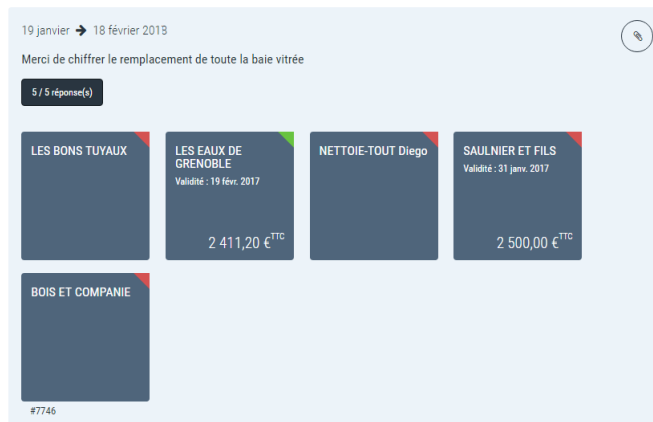 19 janvier → 18 février 2013
Merci de chiffrer le remplacement de toute la baie vitrée
5 / 5 réponse(s)
LES BONS TUYAUX
LES EAUX DE
GRENOBLE
Validité : 19 févr. 2017
2 411,20 €TTC
NETTOIE-TOUT Diego
SAULNIER ET FILS
Validité : 31 janv. 2017
2 500,00 €TTC
BOIS ET COMPANIE
#7746